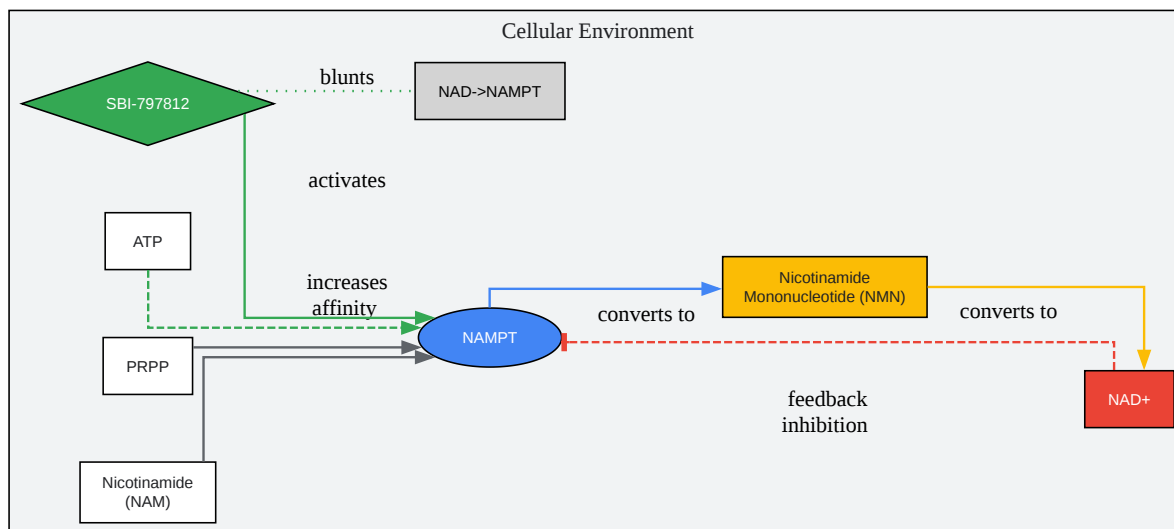 Cellular Environment
SBI-797812
blunts
NAD->NAMPT
activates
ATP
increases
affinity
Nicotinamide
Mononucleotide (NMN)
converts to
converts to
NAMPT
PRPP
NAD+
feedback
inhibition
Nicotinamide
(NAM)